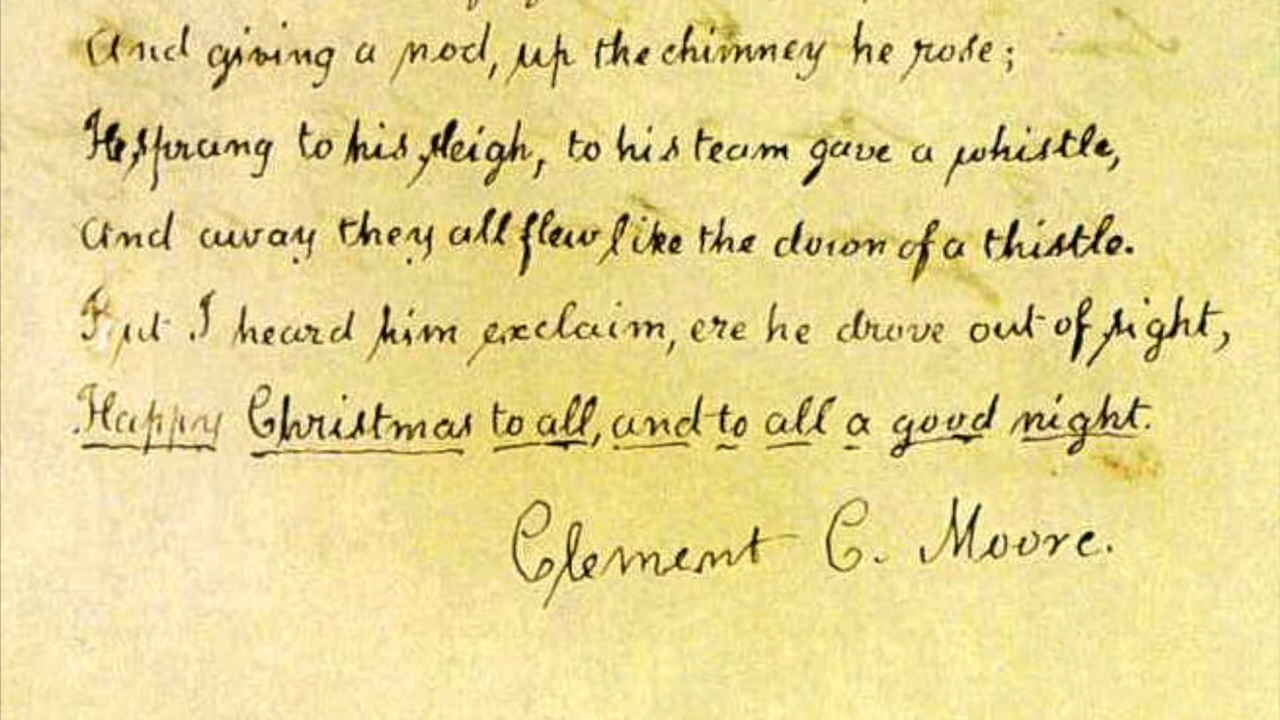 And giving a nod, up the chimney he rose;
He sprang to his sleigh, to his team gave a whistle,
And away they all flew like the down of a thistle.
But I heard him exclaim, ere he drove out of sight,
Happy Christmas to all, and to all a good night.
Clement C. Moore.